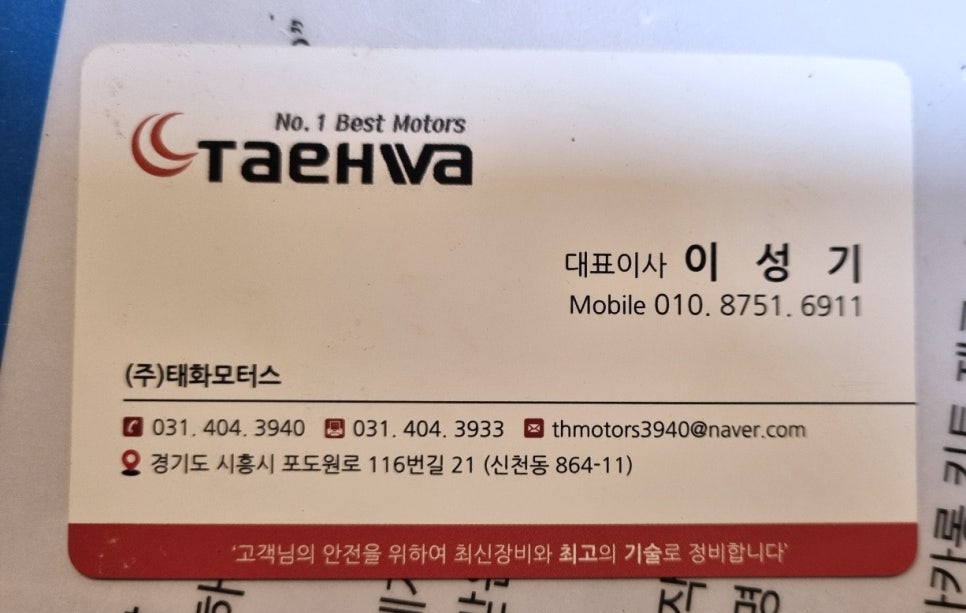 No. 1 Best Motors
TAEHWA
대표이사 이 성 기
Mobile 010. 8751. 6911
(주)태화모터스
031. 404. 3940 031. 404. 3933 thmotors3940@naver.com
경기도 시흥시 포도원로 116번길 21 (신천동 864-11)
'고객님의 안전을 위하여 최신장비와 최고의 기술로 정비합니다'